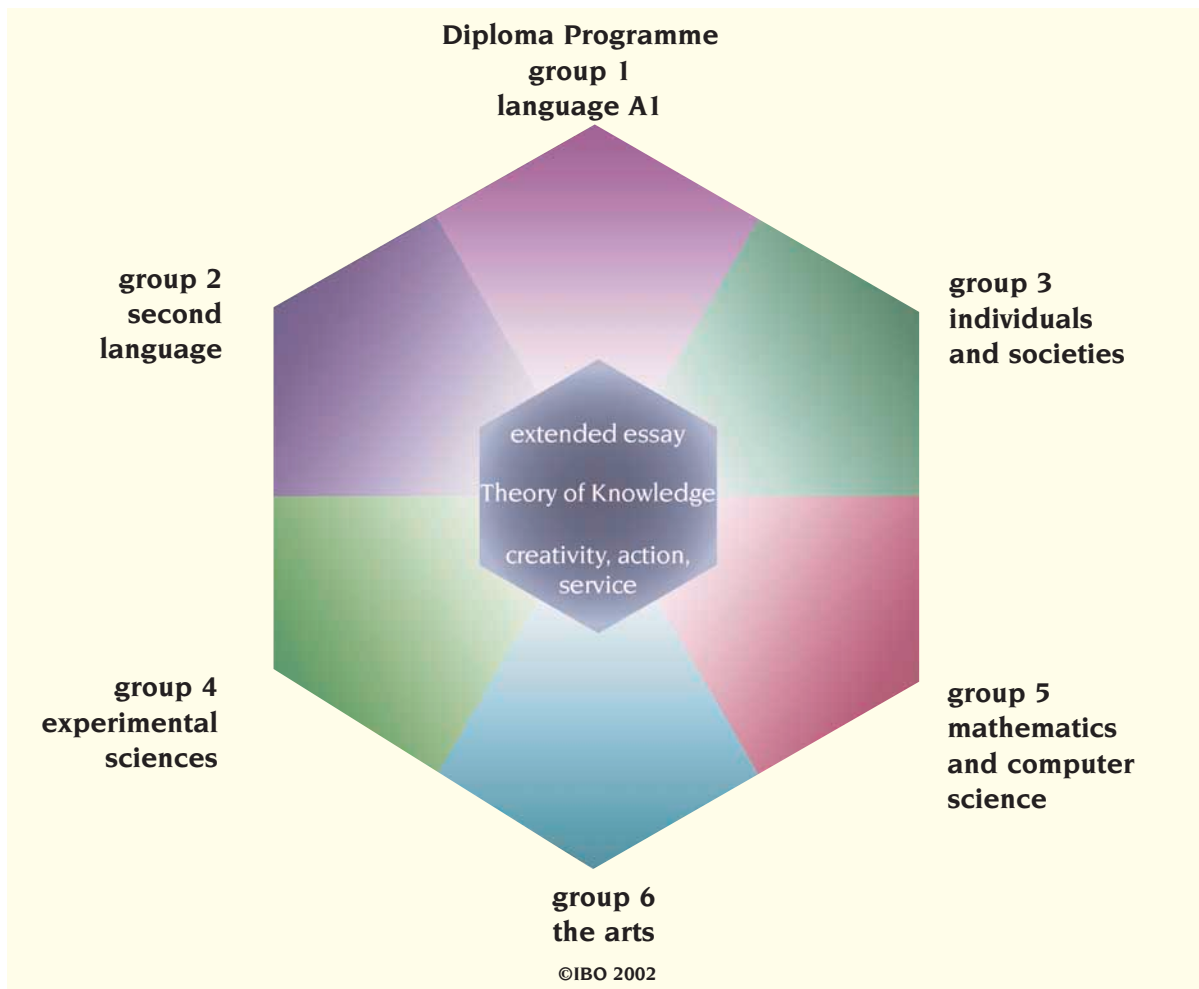 Diploma Programme
group 1
language A1
group 2
second
language
group 3
individuals
and societies
extended essay
Theory of Knowledge
creativity, action,
service
group 4
experimental
sciences
group 5
mathematics
and computer
science
group 6
the arts
©IBO 2002